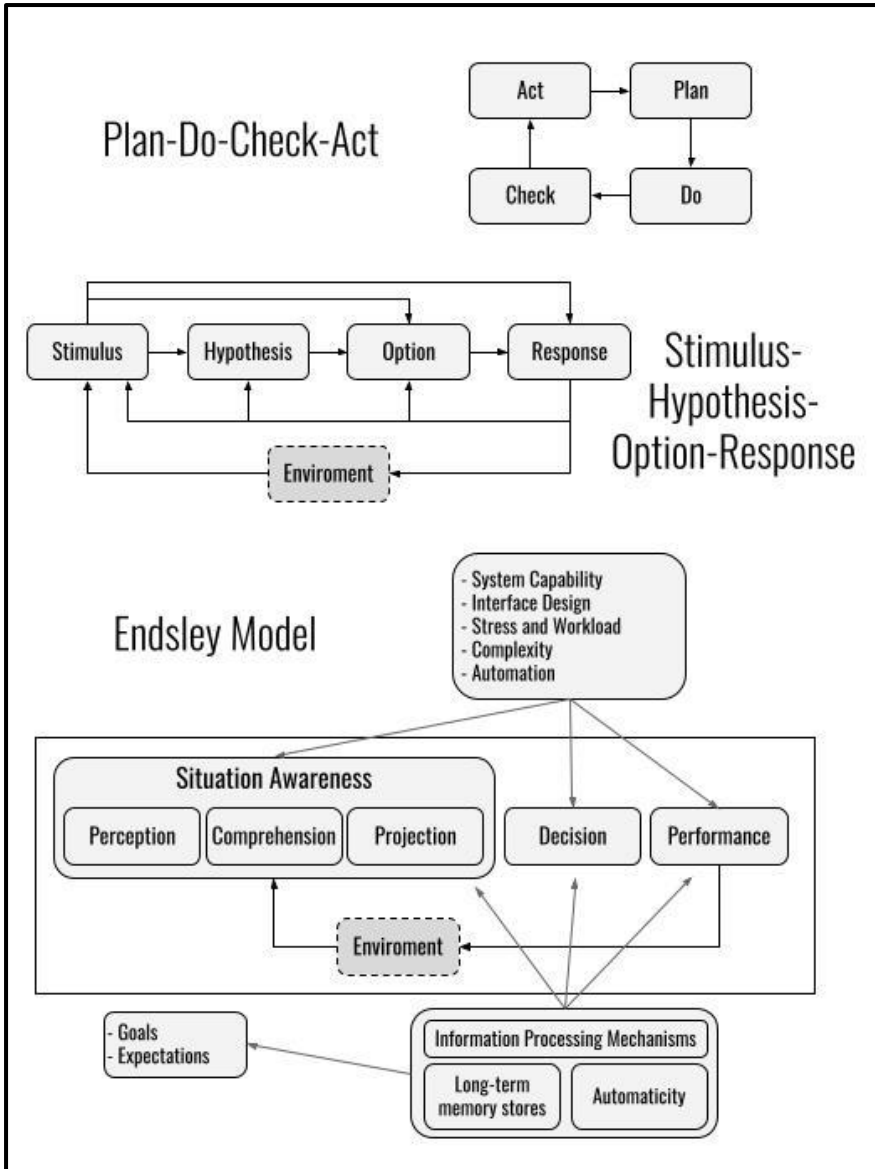 Plan-Do-Check-Act
Act
Plan
Check
Do
Stimulus
Hypothesis
Option
Response
Stimulus-
Hypothesis-
Option-Response
Enviroment
Endsley Model
- System Capability
- Interface Design
- Stress and Workload
- Complexity
- Automation
Situation Awareness
Perception
Comprehension
Projection
Decision
Performance
Enviroment
- Goals
- Expectations
Information Processing Mechanisms
Long-term
memory stores
Automaticity